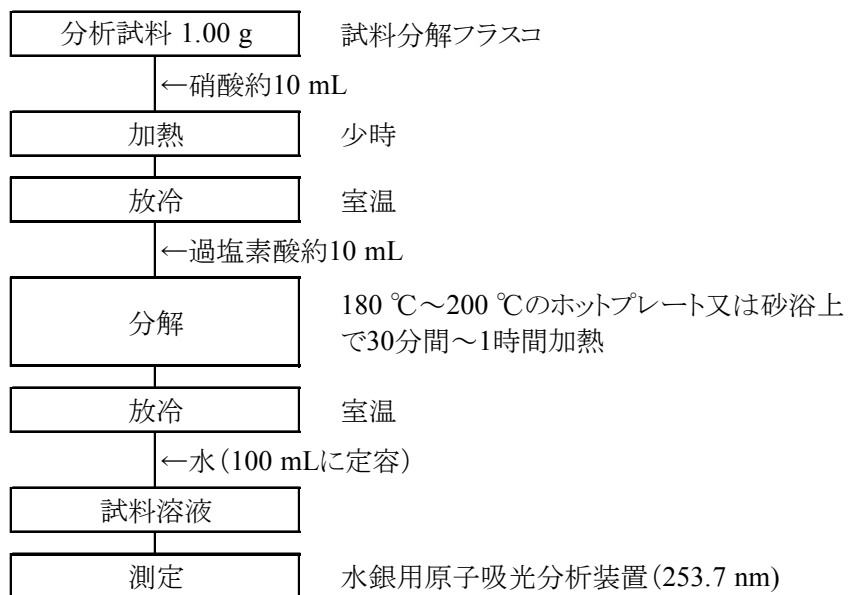 分析試料 1.00 g 試料分解フラスコ
←硝酸約10 mL
加熱 少時
放冷 室温
←過塩素酸約10 mL
分解 180 ℃～200 ℃のホットプレート又は砂浴上
で30分間～1時間加熱
放冷 室温
←水（100 mLに定容）
試料溶液
測定 水銀用原子吸光分析装置（253.7 nm)